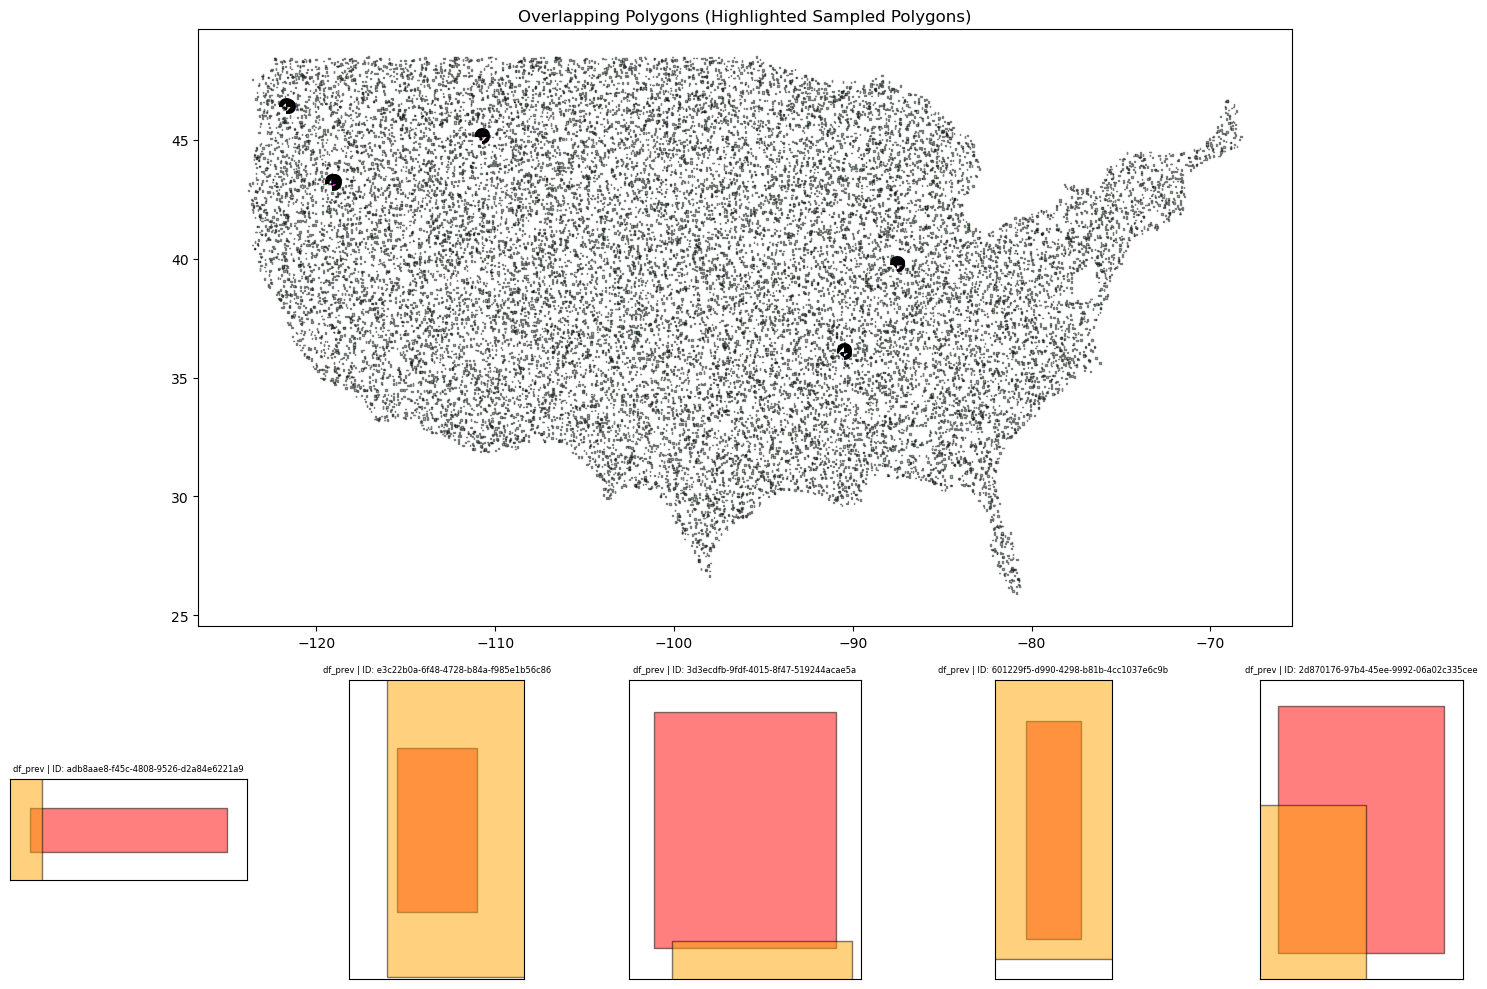 Overlapping Polygons (Highlighted Sampled Polygons)
45
40
35
30
25
−120
−110
−100
−90
−80
−70
df_prev | ID: adb8aae8-f45c-4808-9526-d2a84e6221a9
df_prev | ID: e3c22b0a-6f48-4728-b84a-f985e1b56c86
df_prev | ID: 3d3ecdfb-9fdf-4015-8f47-519244acae5a
df_prev | ID: 601229f5-d990-4298-b81b-4cc1037e6c9b
df_prev | ID: 2d870176-97b4-45ee-9992-06a02c335cee